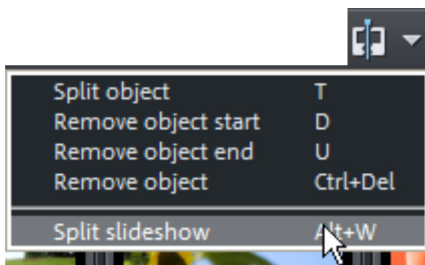 Split object T
Remove object start D
Remove object end U
Remove object Ctrl+Del
Split slideshow Alt+W